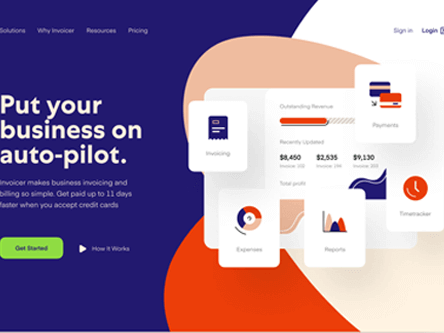 Solutions Why Invoicer Resources Pricing Sign in Login
Put your
business on
auto-pilot.
Invoicer makes business invoicing and
billing so simple. Get paid up to 11 days
faster when you accept credit cards
Get Started
How It Works
Outstanding Revenue
Recently Updated
$8,450 $2,535 $9,130
Total profit
Invoicing
Payments
Expenses
Reports
Timetracker